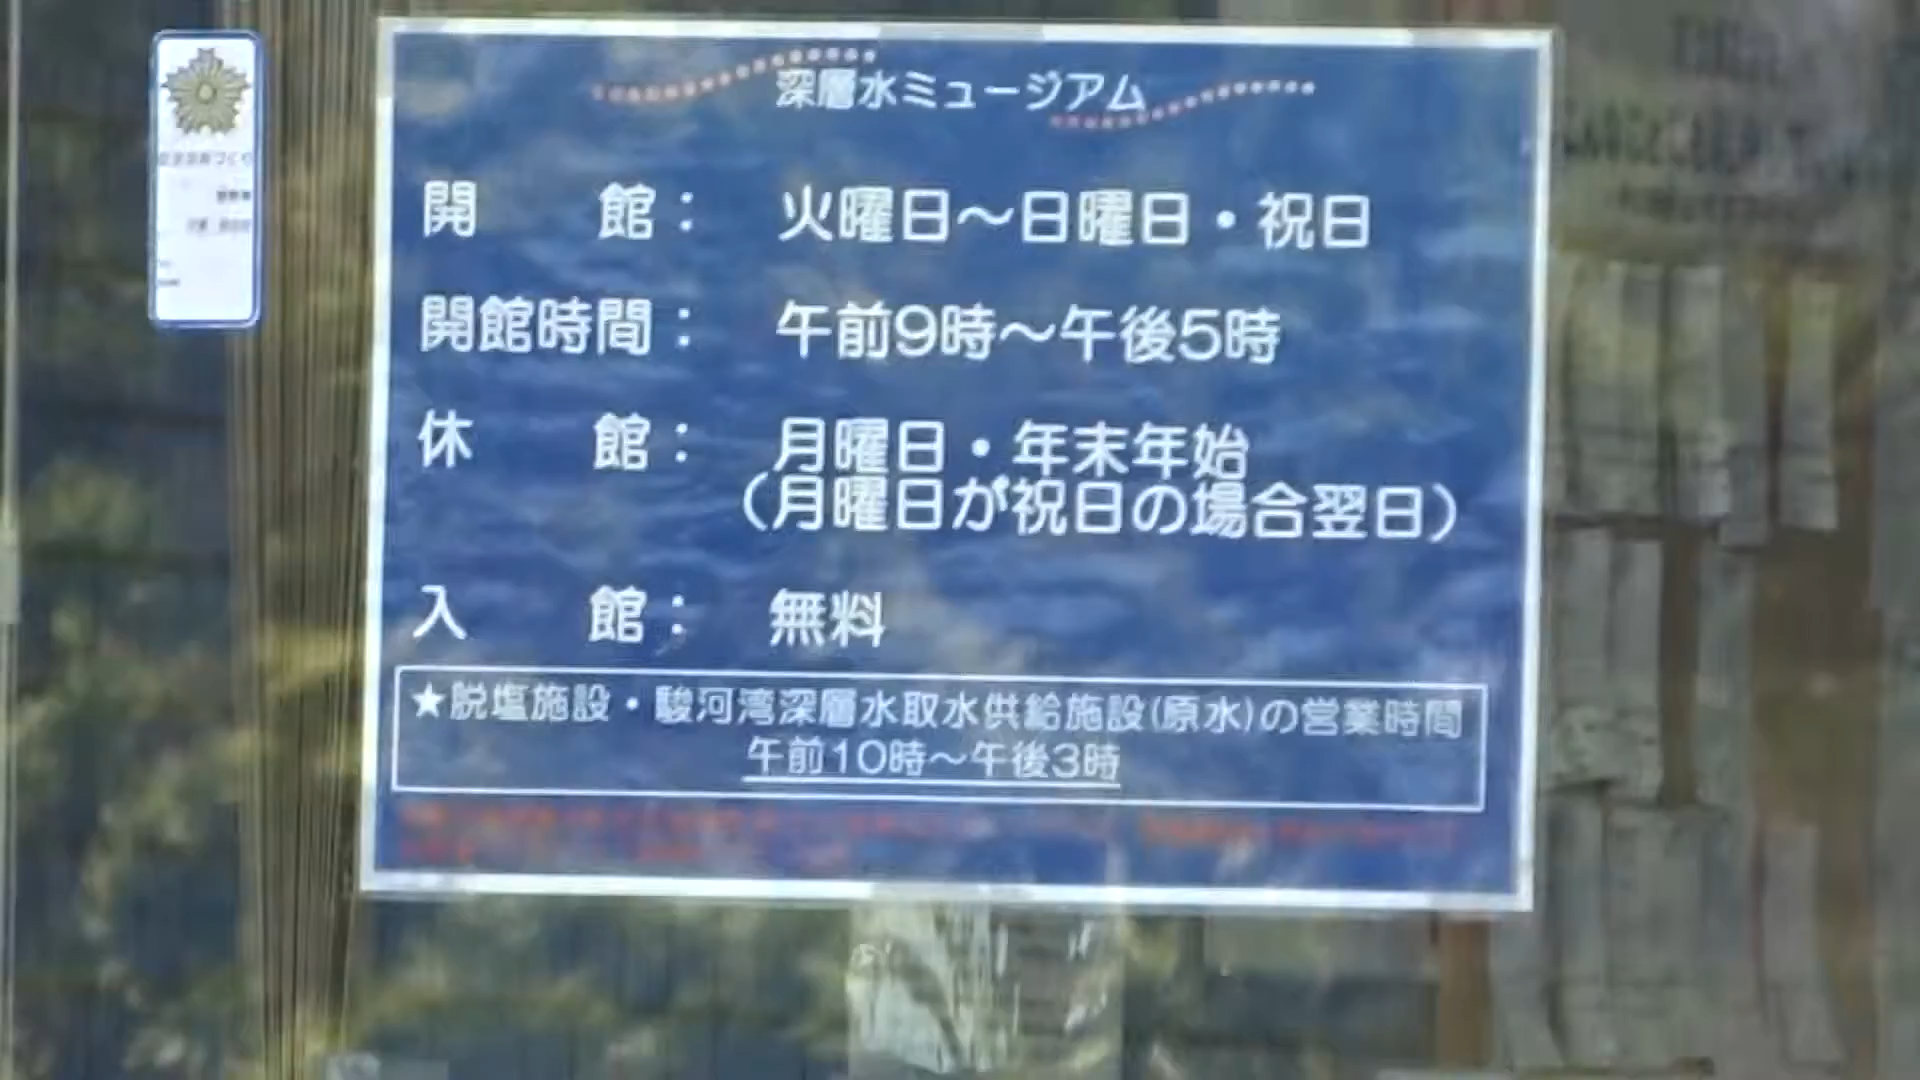 深層水ミュージアム
開館： 火曜日～日曜日・祝日
開館時間： 午前9時～午後5時
休館： 月曜日・年末年始
（月曜日が祝日の場合翌日）
入館： 無料
★脱塩施設・駿河湾深層水取水供給施設(原水)の営業時間
午前10時～午後3時